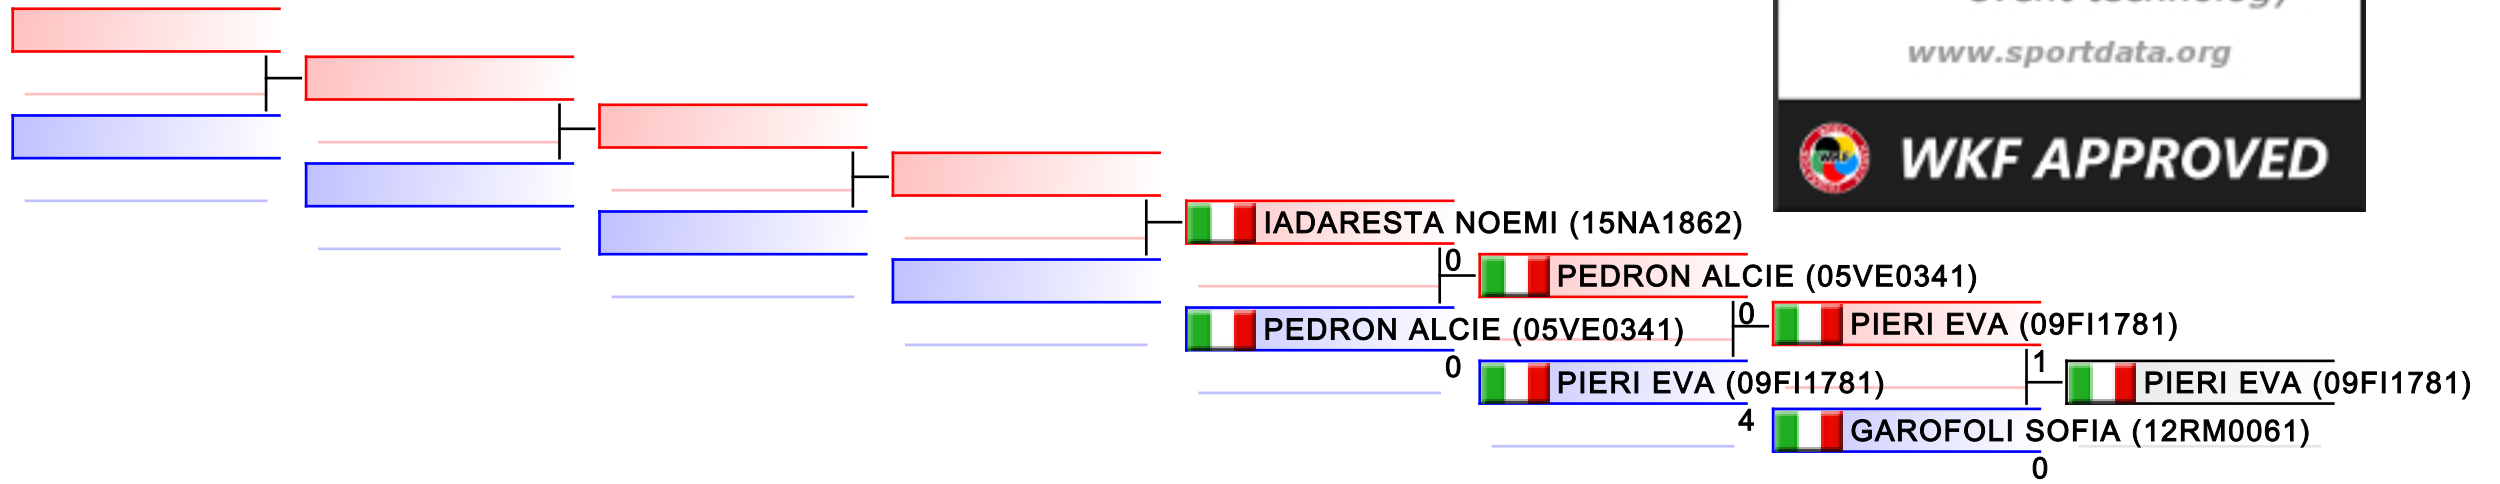 www.sportdata.org
WKF APPROVED
IADARESTA NOEMI (15NA1862)
0
PEDRON ALCIE (05VE0341)
0
PEDRON ALCIE (05VE0341)
0
PIERI EVA (09FI1781)
4
PIERI EVA (09FI1781)
1
GAROFOLI SOFIA (12RM0061)
0
PIERI EVA (09FI1781)